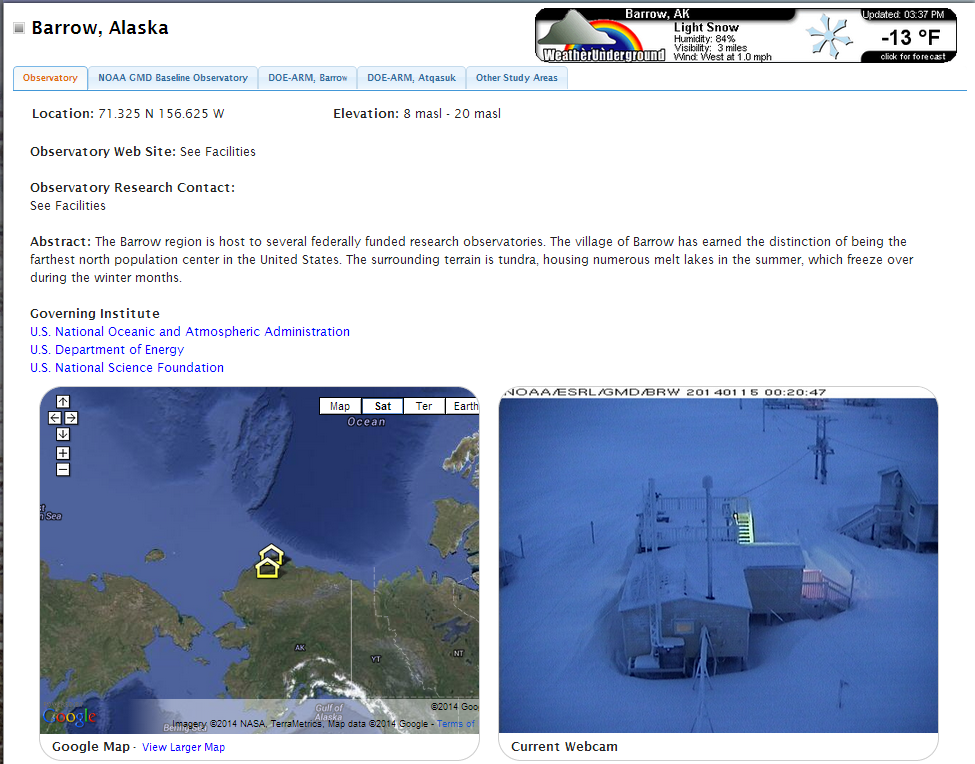 Barrow, Alaska
Barrow, AK
Updated: 03:37 PM
Light Snow
Humidity: 84%
Visibility: 3 miles
Wind: West at 1.0 mph
-13 °F
WeatherUnderground
click for forecast
Observatory
NOAA GMD Baseline Observatory
DOE-ARM, Barrow
DOE-ARM, Atqasuk
Other Study Areas
Location: 71.325 N 156.625 W
Elevation: 8 masl - 20 masl
Observatory Web Site: See Facilities
Observatory Research Contact:
See Facilities
Abstract: The Barrow region is host to several federally funded research observatories. The village of Barrow has earned the distinction of being the
farthest north population center in the United States. The surrounding terrain is tundra, housing numerous melt lakes in the summer, which freeze over
during the winter months.
Governing Institute
U.S. National Oceanic and Atmospheric Administration
U.S. Department of Energy
U.S. National Science Foundation
Map
Sat
Ter
Earth
Ocean
Sea
AK
YT
NT
Gulf of
Alaska
Bering Sea
©2014 Goo
Google
Imagery ©2014 NASA, TerraMetrics, Map data ©2014 Google - Terms of
Google Map · View Larger Map
NOAA/ESRL/GMD/BRW 20140115 00:20:47
Current Webcam